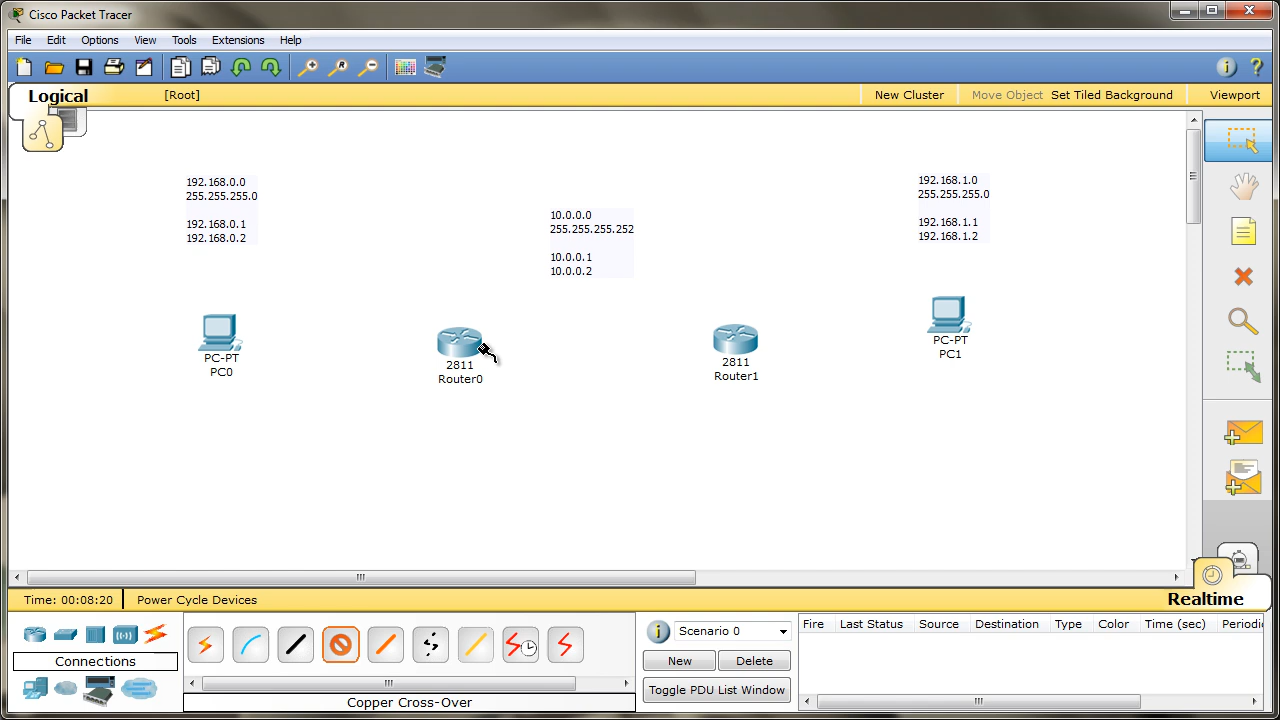 Cisco Packet Tracer
File Edit Options View Tools Extensions Help
Logical [Root] New Cluster Move Object Set Tiled Background Viewport
192.168.0.0
255.255.255.0
192.168.0.1
192.168.0.2
10.0.0.0
255.255.255.252
10.0.0.1
10.0.0.2
192.168.1.0
255.255.255.0
192.168.1.1
192.168.1.2
PC-PT
PC0
2811
Router0
2811
Router1
PC-PT
PC1
Time: 00:08:20 Power Cycle Devices
Realtime
Connections
Copper Cross-Over
Scenario 0
New Delete
Toggle PDU List Window
Fire Last Status Source Destination Type Color Time (sec) Periodi